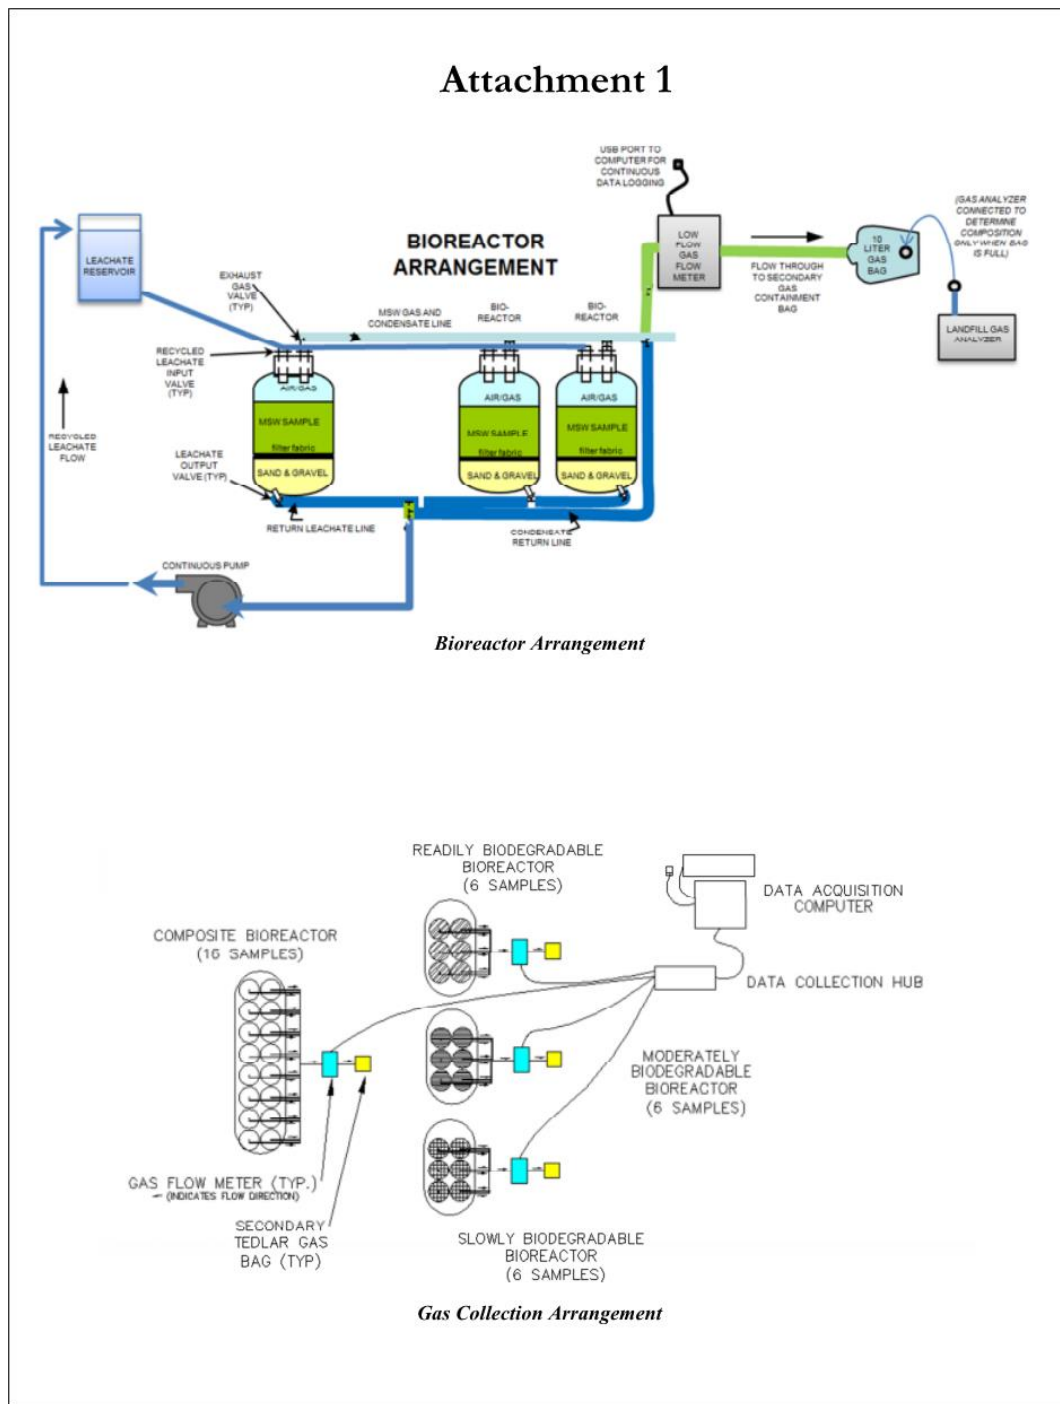 Attachment 1
USB PORT TO
COMPUTER FOR
CONTINUOUS
DATA LOGGING
(GAS ANALYZER
CONNECTED TO
DETERMINE
COMPOSITION
ONLY WHEN BAG
IS FULL)
LEACHATE
RESERVOIR
BIOREACTOR
ARRANGEMENT
LOW
FLOW
GAS
FLOW
METER
10
LITER
GAS
BAG
FLOW THROUGH
TO SECONDARY
GAS
CONTAINMENT
BAG
EXHAUST
GAS
VALVE
(TYP)
MSW GAS AND
CONDENSATE LINE
BIO-
REACTOR
BIO-
REACTOR
LANDFILL GAS
ANALYZER
RECYCLED
LEACHATE
INPUT
VALVE
(TYP)
AIR/GAS
MSW SAMPLE
filter fabric
SAND & GRAVEL
AIR/GAS
MSW SAMPLE
filter fabric
SAND & GRAVEL
AIR/GAS
MSW SAMPLE
filter fabric
SAND & GRAVEL
RECYCLED
LEACHATE
FLOW
LEACHATE
OUTPUT
VALVE (TYP)
RETURN LEACHATE LINE
CONDENSATE
RETURN LINE
CONTINUOUS PUMP
Bioreactor Arrangement
READILY BIODEGRADABLE
BIOREACTOR
(6 SAMPLES)
DATA ACQUISITION
COMPUTER
COMPOSITE BIOREACTOR
(16 SAMPLES)
DATA COLLECTION HUB
MODERATELY
BIODEGRADABLE
BIOREACTOR
(6 SAMPLES)
GAS FLOW METER (TYP.)
(INDICATES FLOW DIRECTION)
SECONDARY
TEDLAR GAS
BAG (TYP)
SLOWLY BIODEGRADABLE
BIOREACTOR
(6 SAMPLES)
Gas Collection Arrangement